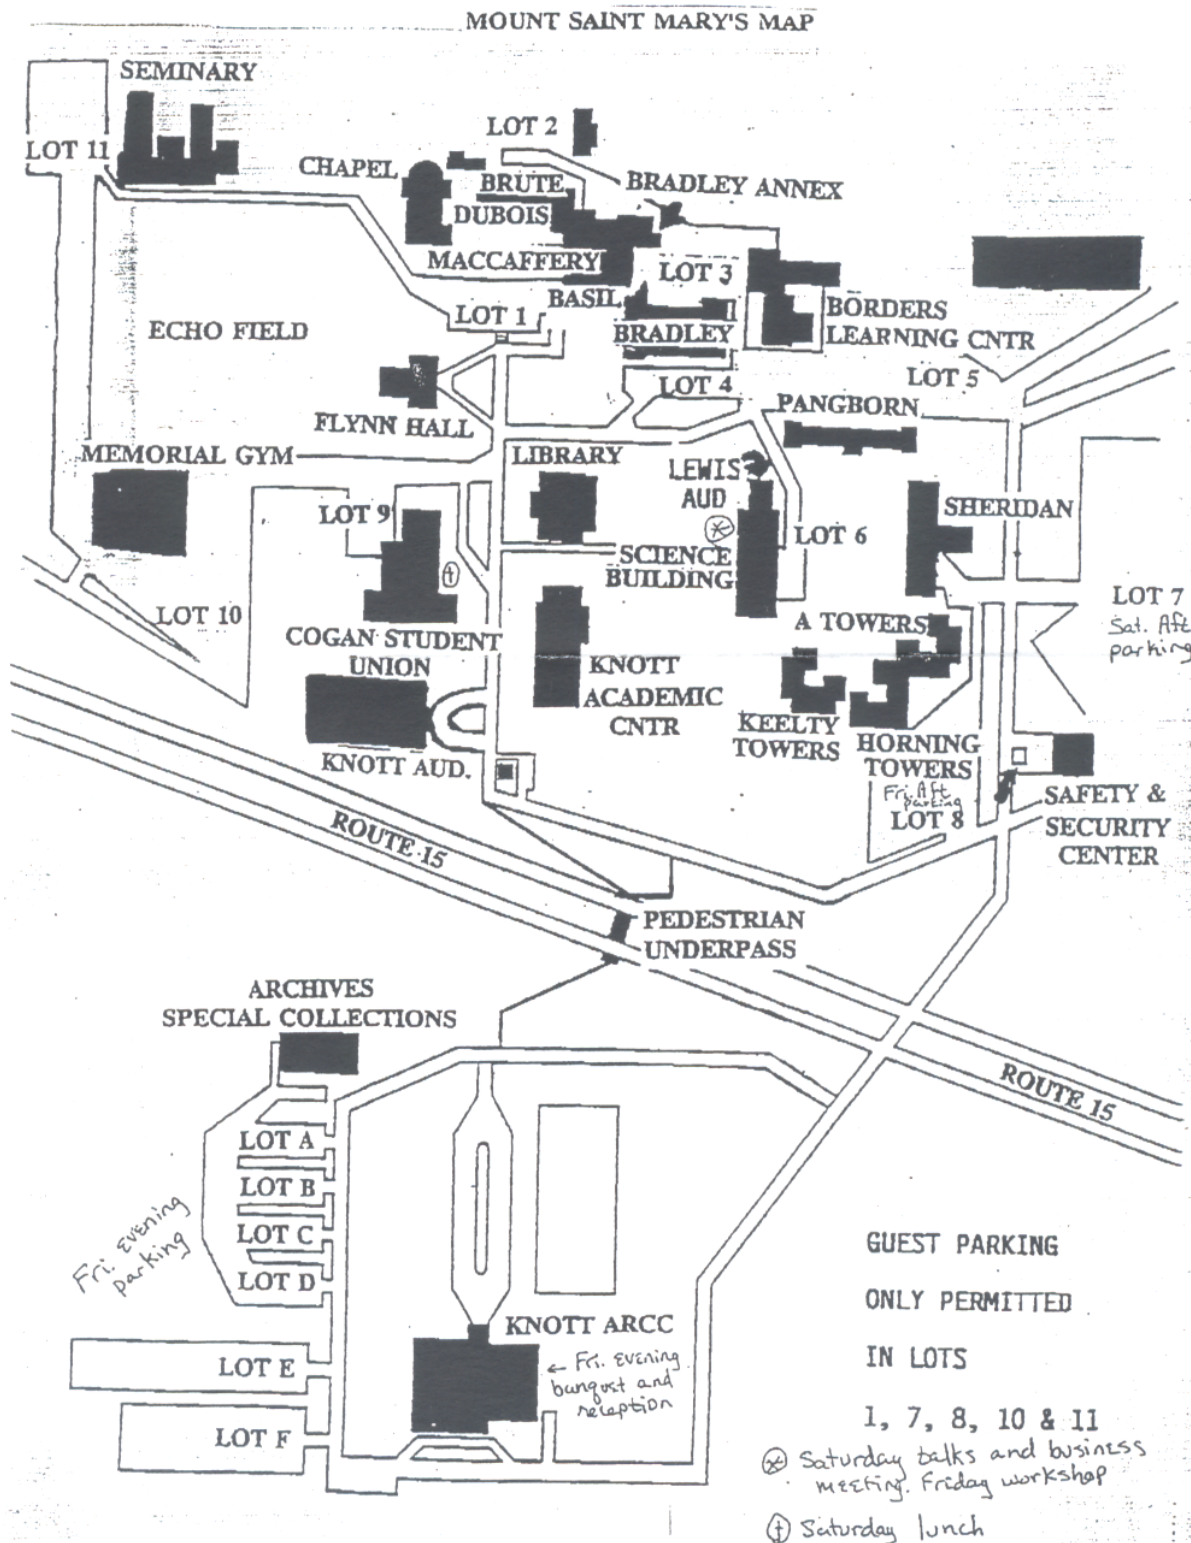 MOUNT SAINT MARY'S MAP
SEMINARY
LOT 11
LOT 2
CHAPEL
BRUTE
BRADLEY ANNEX
DUBOIS
MACCAFFERY
LOT 3
BASIL
LOT 1
ECHO FIELD
BRADLEY
BORDERS
LEARNING CNTR
LOT 4
LOT 5
PANGBORN
FLYNN HALL
MEMORIAL GYM
LIBRARY
LEWIS
AUD
LOT 9
SHERIDAN
LOT 6
SCIENCE
BUILDING
LOT 10
LOT 7
Sat. Aft
parking
A TOWERS
COGAN STUDENT
UNION
KNOTT
ACADEMIC
CNTR
KEELTY
TOWERS
HORNING
TOWERS
KNOTT AUD.
Fri. Aft
parking
LOT 8
SAFETY &
SECURITY
CENTER
ROUTE 15
PEDESTRIAN
UNDERPASS
ARCHIVES
SPECIAL COLLECTIONS
ROUTE 15
LOT A
LOT B
LOT C
LOT D
Fri. Evening
parking
LOT E
LOT F
KNOTT ARCC
← Fri. Evening
banquet and
reception
GUEST PARKING
ONLY PERMITTED
IN LOTS
1, 7, 8, 10 & 11
Saturday talks and business
meeting. Friday workshop
Saturday lunch